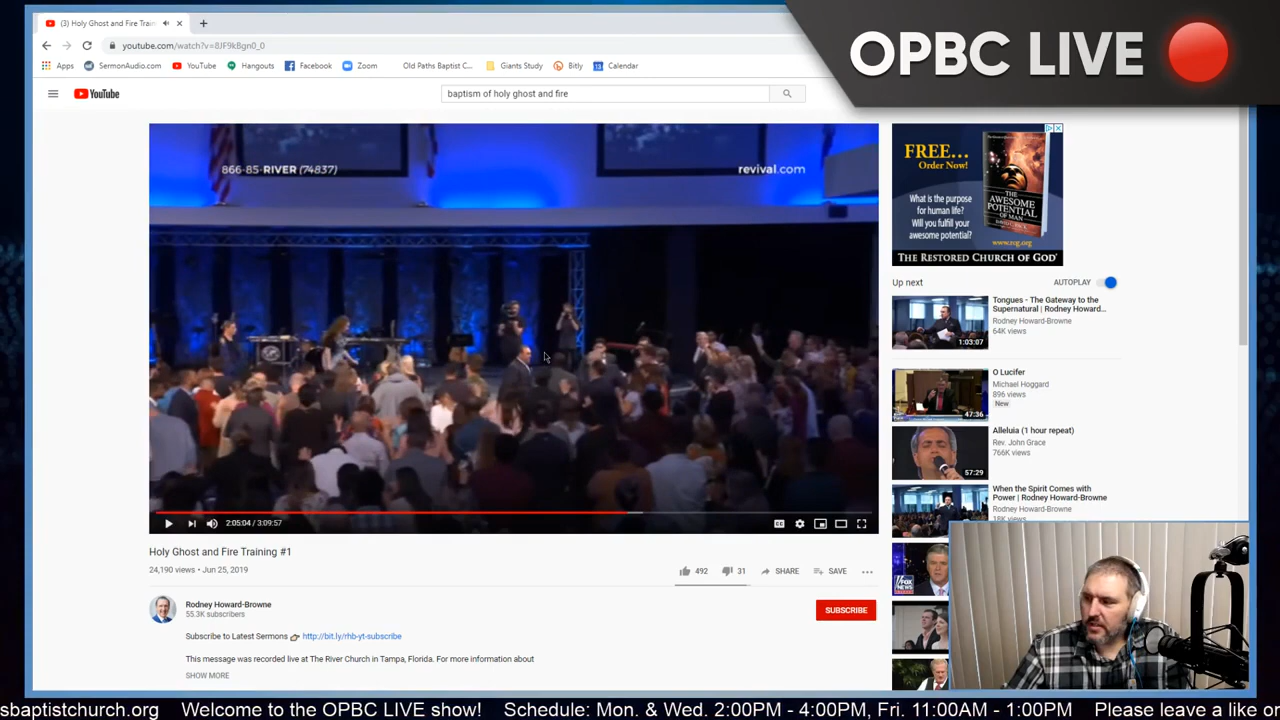 (3) Holy Ghost and Fire Train
youtube.com/watch?v=8JF9kBgn0_0
OPBC LIVE
Apps SermonAudio.com YouTube Hangouts Facebook Zoom Old Paths Baptist C... Giants Study Bitly Calendar
YouTube
baptism of holy ghost and fire
866-85-RIVER (74837)
revival.com
FREE...
Order Now!
What is the purpose
for human life?
Will you fulfill your
awesome potential?
THE
AWESOME
POTENTIAL
OF MAN
www.rcg.org
THE RESTORED CHURCH OF GOD
Up next
AUTOPLAY
Tongues - The Gateway to the
Supernatural | Rodney Howard...
Rodney Howard-Browne
64K views
1:03:07
O Lucifer
Michael Hoggard
896 views
New
47:36
Alleluia (1 hour repeat)
Rev. John Grace
766K views
57:29
When the Spirit Comes with
Power | Rodney Howard-Browne
Rodney Howard-Browne
18K views
FOX
NEWS
2:05:04 / 3:09:57
Holy Ghost and Fire Training #1
24,190 views • Jun 25, 2019
492 31 SHARE SAVE
Rodney Howard-Browne
55.3K subscribers
SUBSCRIBE
Subscribe to Latest Sermons http://bit.ly/rhb-yt-subscribe
This message was recorded live at The River Church in Tampa, Florida. For more information about
SHOW MORE
sbaptistchurch.org Welcome to the OPBC LIVE show! Schedule: Mon. & Wed. 2:00PM - 4:00PM, Fri. 11:00AM - 1:00PM Please leave a like or